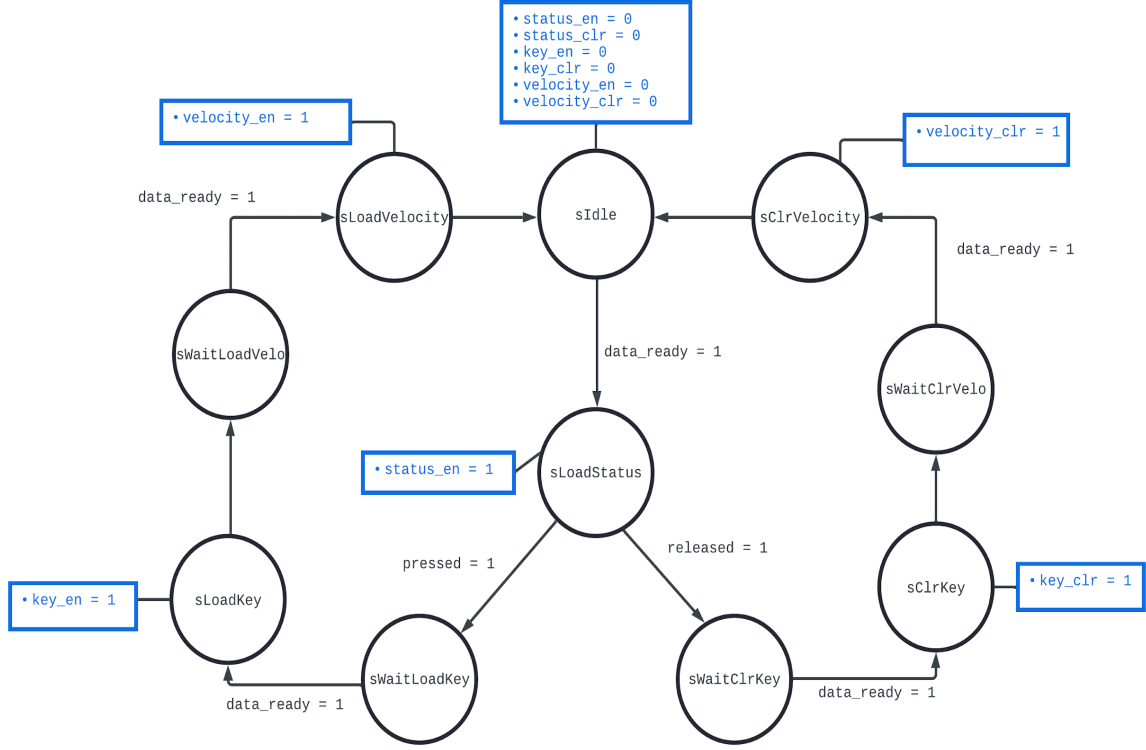 • status_en = 0
• status_clr = 0
• key_en = 0
• key_clr = 0
• velocity_en = 0
• velocity_clr = 0
• velocity_en = 1
• velocity_clr = 1
data_ready = 1
sLoadVelocity
sIdle
sClrVelocity
data_ready = 1
sWaitLoadVelo
data_ready = 1
sWaitClrVelo
• status_en = 1
sLoadStatus
pressed = 1
released = 1
• key_en = 1
sLoadKey
sClrKey
• key_clr = 1
sWaitLoadKey
sWaitClrKey
data_ready = 1
data_ready = 1